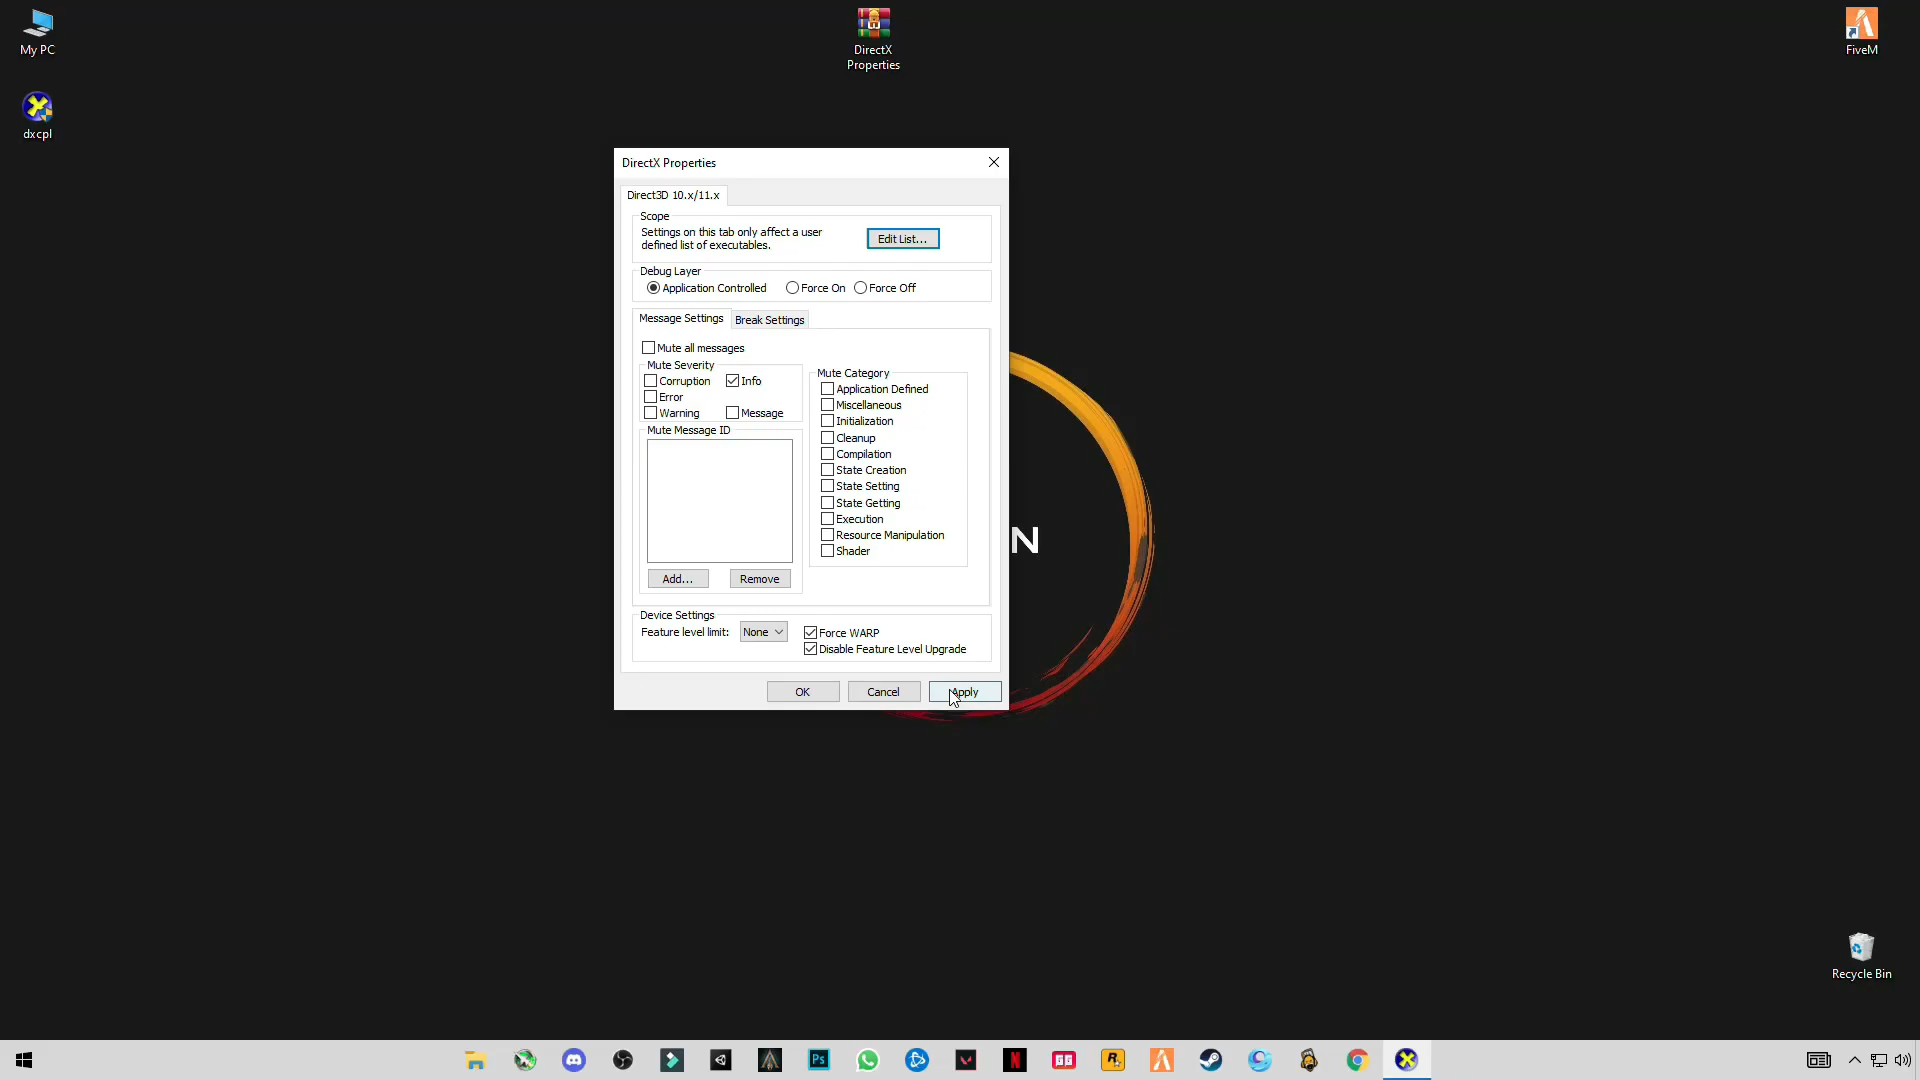 My PC
DirectX
Properties
FiveM
dxcpl
DirectX Properties
Direct3D 10.x/11.x
Scope
Settings on this tab only affect a user
defined list of executables.
Edit List...
Debug Layer
Application Controlled
Force On
Force Off
Message Settings
Break Settings
Mute all messages
Mute Severity
Corruption
Info
Error
Warning
Message
Mute Message ID
Add...
Remove
Mute Category
Application Defined
Miscellaneous
Initialization
Cleanup
Compilation
State Creation
State Setting
State Getting
Execution
Resource Manipulation
Shader
N
Device Settings
Feature level limit:
None
Force WARP
Disable Feature Level Upgrade
OK
Cancel
Apply
Recycle Bin
Ps
N
R